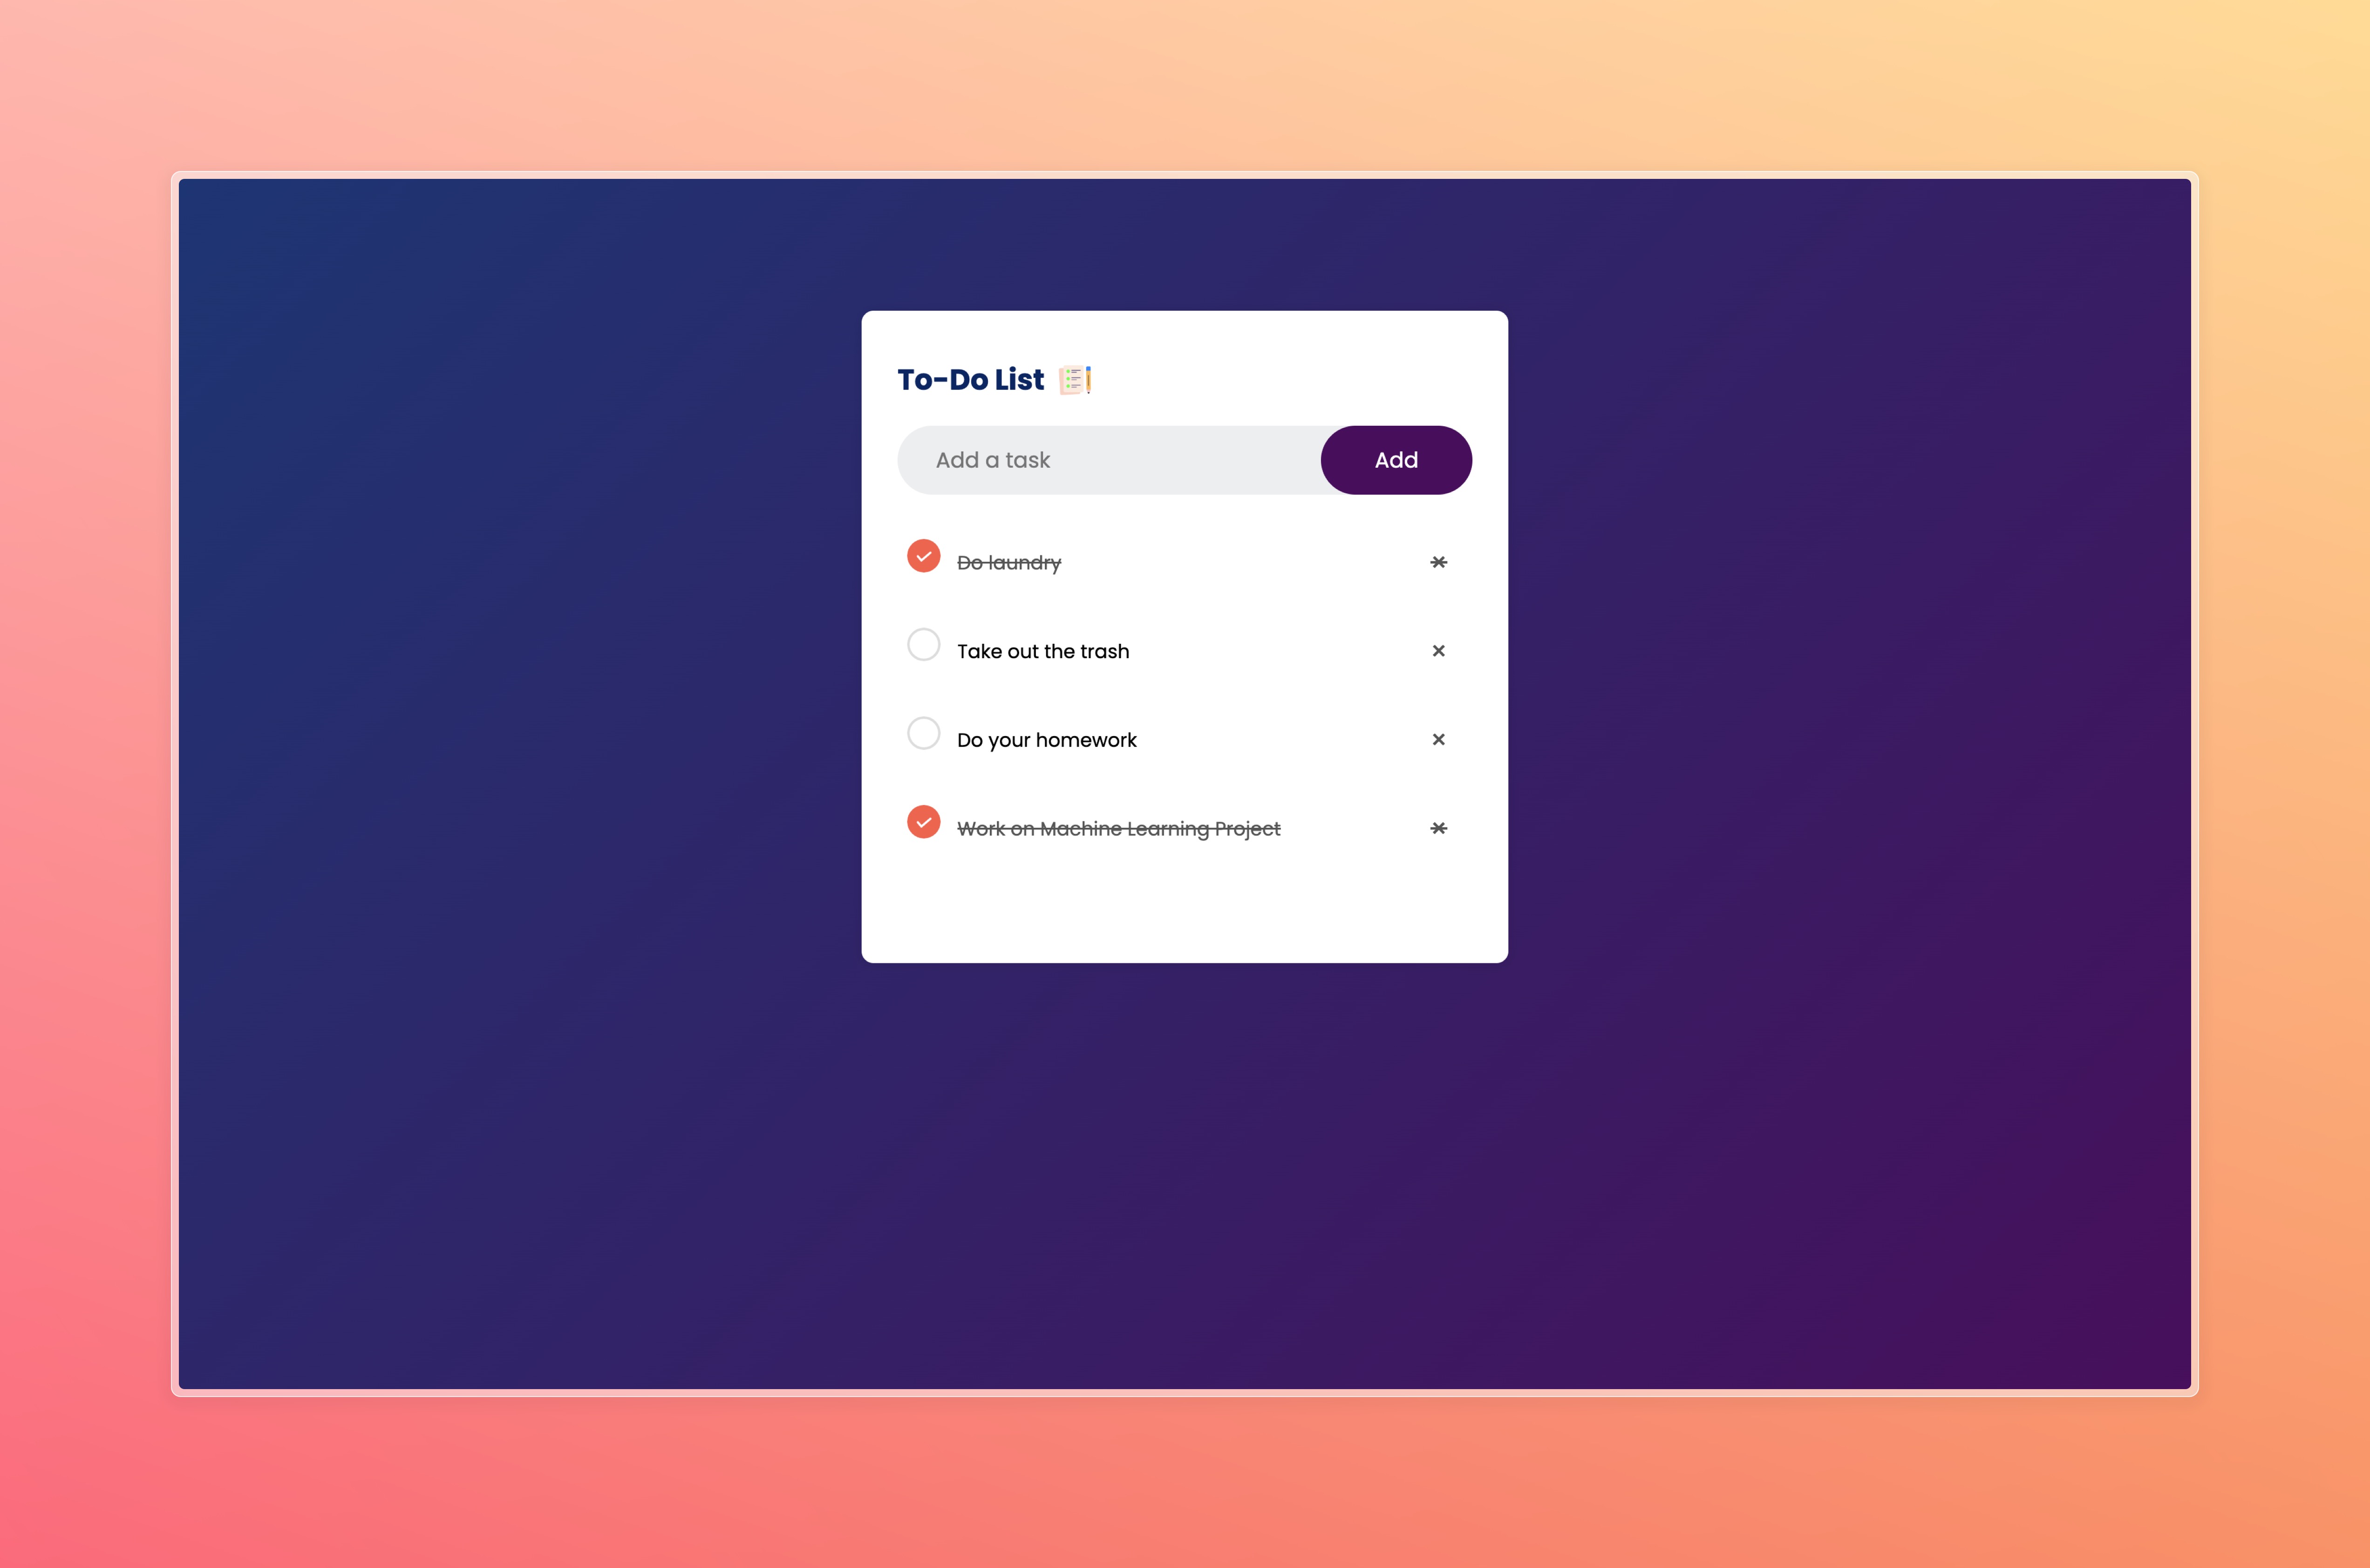 To-Do List
Add a task
Add
Do laundry
×
Take out the trash
×
Do your homework
×
Work on Machine Learning Project
×